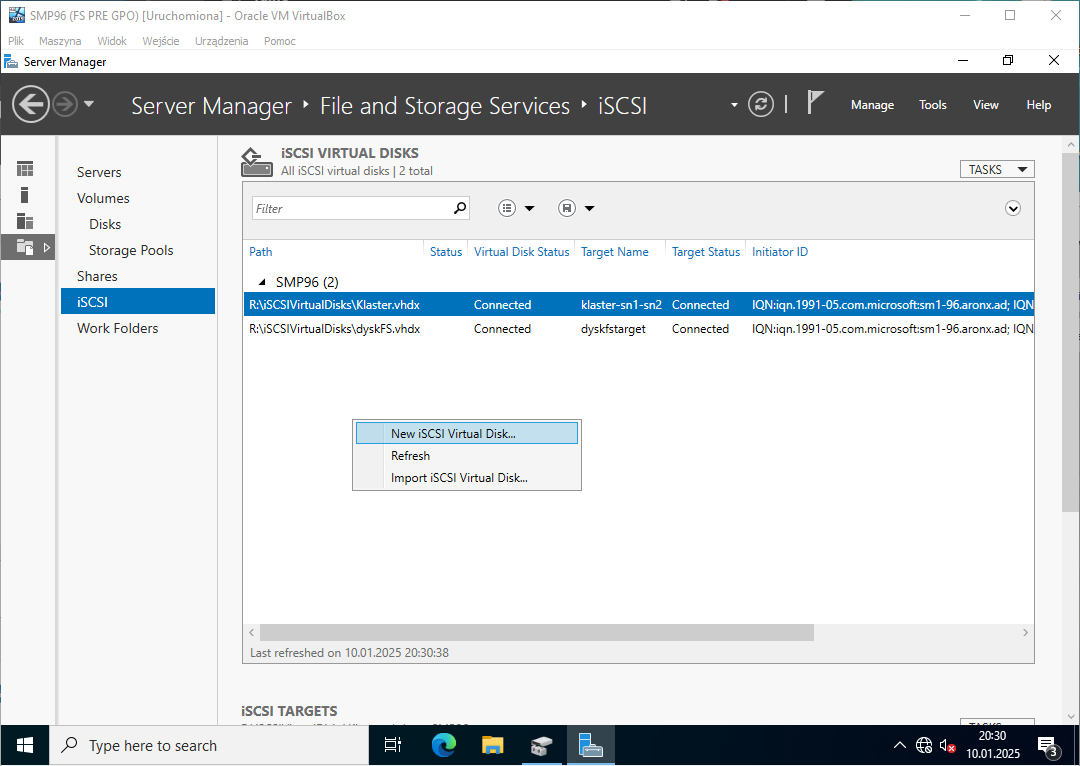 SMP96 (FS PRE GPO) [Uruchomiona] - Oracle VM VirtualBox
Plik Maszyna Widok Wejście Urządzenia Pomoc
Server Manager
Server Manager File and Storage Services iSCSI
Manage Tools View Help
Servers
Volumes
Disks
Storage Pools
Shares
iSCSI
Work Folders
iSCSI VIRTUAL DISKS
All iSCSI virtual disks | 2 total
TASKS
Filter
Path Status Virtual Disk Status Target Name Target Status Initiator ID
SMP96 (2)
R:\iSCSIVirtualDisks\Klaster.vhdx Connected klaster-sn1-sn2 Connected IQN:iqn.1991-05.com.microsoft:sm1-96.aronx.ad; IQN
R:\iSCSIVirtualDisks\dyskFS.vhdx Connected dyskfstarget Connected IQN:iqn.1991-05.com.microsoft:sm1-96.aronx.ad; IQN
New iSCSI Virtual Disk...
Refresh
Import iSCSI Virtual Disk...
Last refreshed on 10.01.2025 20:30:38
iSCSI TARGETS
TASKS
Type here to search
20:30
10.01.2025
3